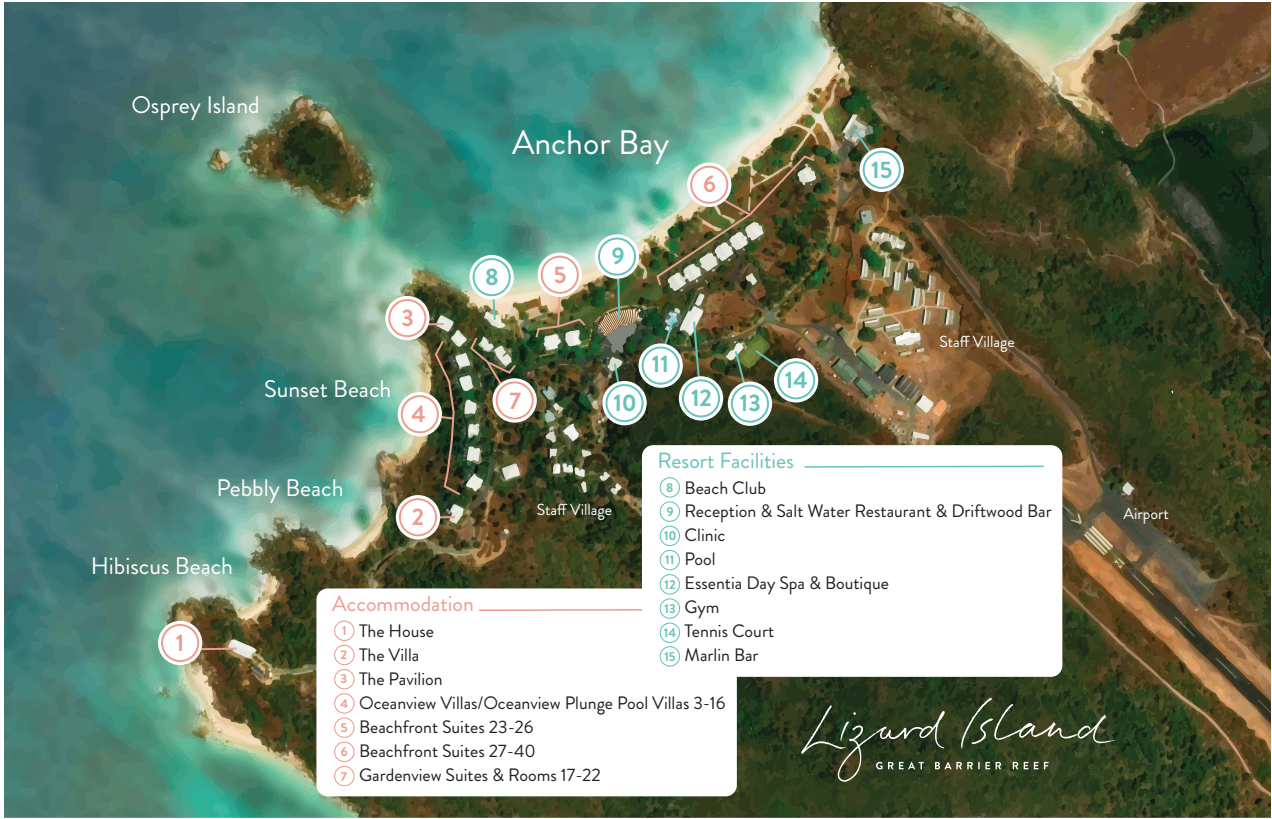 Osprey Island
Anchor Bay
15
6
9
8
5
3
Staff Village
11
14
Sunset Beach
12
13
10
7
4
Pebbly Beach
2
Staff Village
Airport
Hibiscus Beach
1
Resort Facilities
8 Beach Club
9 Reception & Salt Water Restaurant & Driftwood Bar
10 Clinic
11 Pool
12 Essentia Day Spa & Boutique
13 Gym
14 Tennis Court
15 Marlin Bar
Accommodation
1 The House
2 The Villa
3 The Pavilion
4 Oceanview Villas/Oceanview Plunge Pool Villas 3-16
5 Beachfront Suites 23-26
6 Beachfront Suites 27-40
7 Gardenview Suites & Rooms 17-22
Lizard Island
GREAT BARRIER REEF